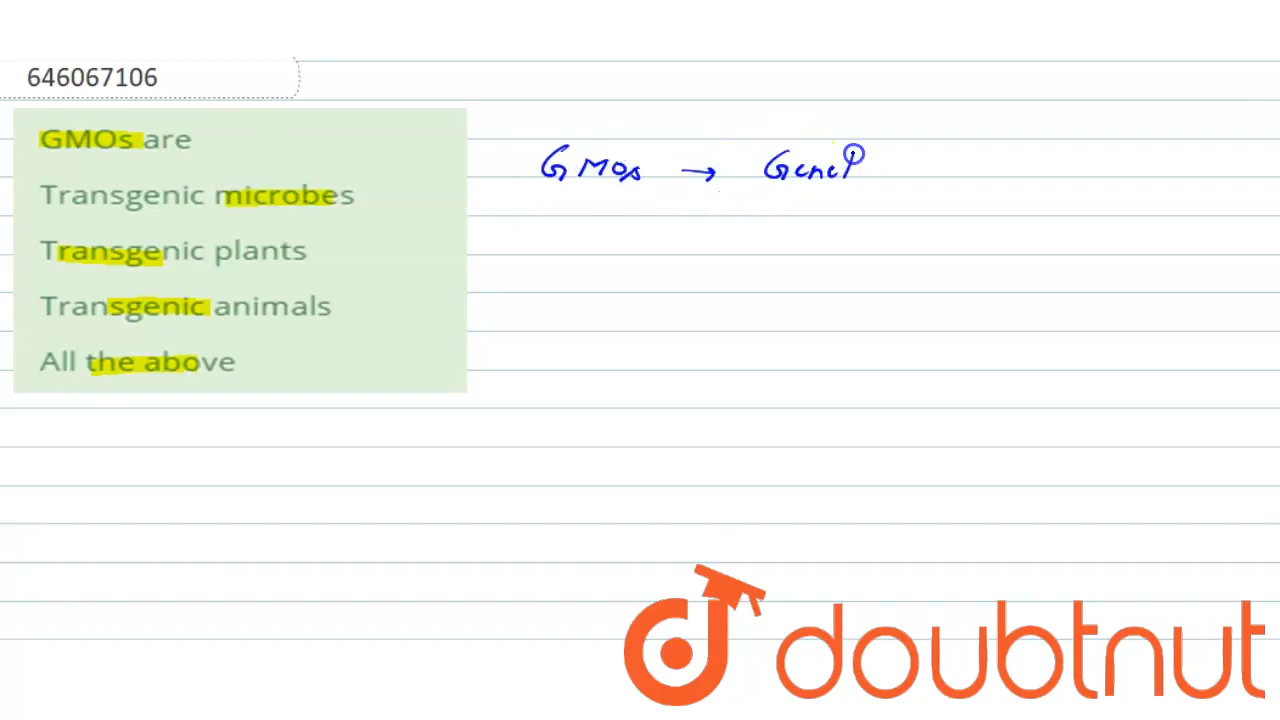 646067106
GMOs are
Transgenic microbes
Transgenic plants
Transgenic animals
All the above
GMOs → Genet
doubtnut